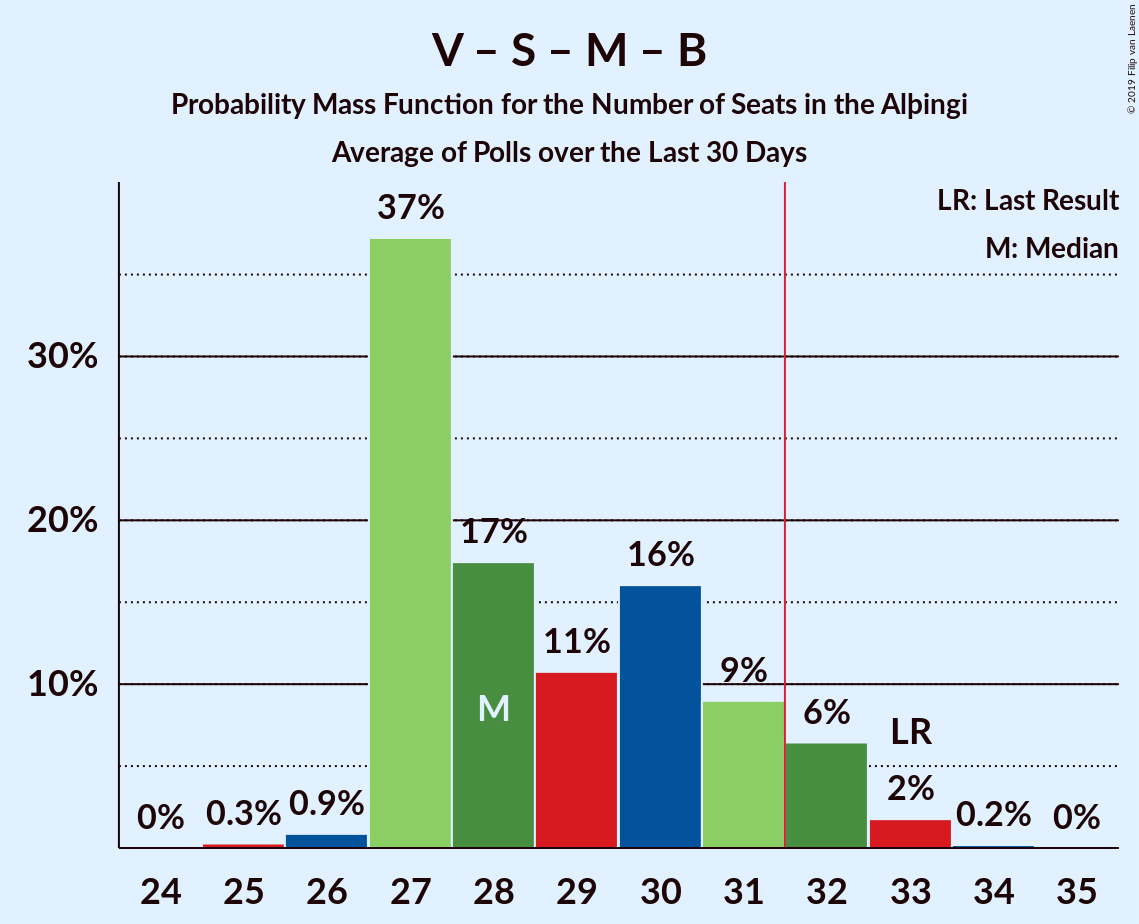 V – S – M – B
Probability Mass Function for the Number of Seats in the Alþingi
Average of Polls over the Last 30 Days
© 2019 Filip van Laenen
LR: Last Result
M: Median
37%
30%
20%
17%
16%
11%
10%
9%
M
6%
LR
2%
0%
0.3%
0.9%
0.2%
0%
24 25 26 27 28 29 30 31 32 33 34 35